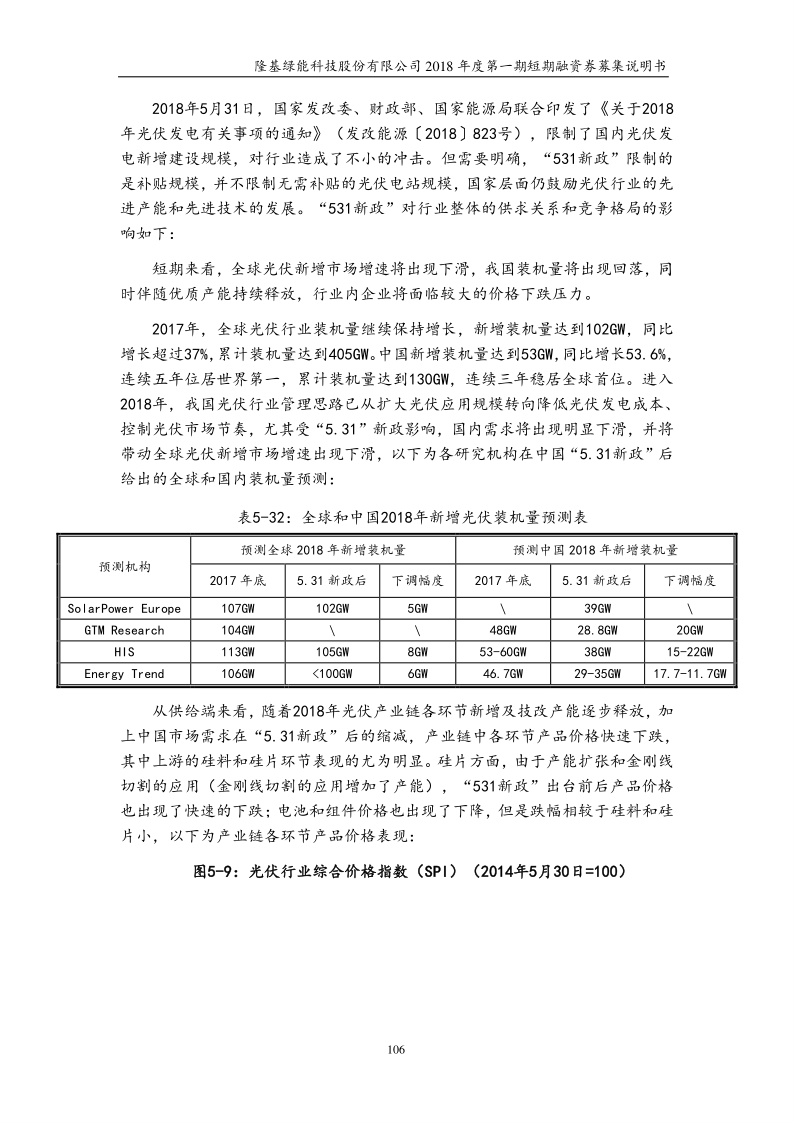 隆基绿能科技股份有限公司 2018 年度第一期短期融资券募集说明书
2018年5月31日，国家发改委、财政部、国家能源局联合印发了《关于2018
年光伏发电有关事项的通知》（发改能源〔2018〕823号），限制了国内光伏发
电新增建设规模，对行业造成了不小的冲击。但需要明确，“531新政”限制的
是补贴规模，并不限制无需补贴的光伏电站规模，国家层面仍鼓励光伏行业的先
进产能和先进技术的发展。“531新政”对行业整体的供求关系和竞争格局的影
响如下：
短期来看，全球光伏新增市场增速将出现下滑，我国装机量将出现回落，同
时伴随优质产能持续释放，行业内企业将面临较大的价格下跌压力。
2017年，全球光伏行业装机量继续保持增长，新增装机量达到102GW，同比
增长超过37%，累计装机量达到405GW。中国新增装机量达到53GW，同比增长53.6%，
连续五年位居世界第一，累计装机量达到130GW，连续三年稳居全球首位。进入
2018年，我国光伏行业管理思路已从扩大光伏应用规模转向降低光伏发电成本、
控制光伏市场节奏，尤其受“5.31”新政影响，国内需求将出现明显下滑，并将
带动全球光伏新增市场增速出现下滑，以下为各研究机构在中国“5.31新政”后
给出的全球和国内装机量预测：
表5-32：全球和中国2018年新增光伏装机量预测表
预测机构 预测全球 2018 年新增装机量 预测中国 2018 年新增装机量
2017 年底 5.31 新政后 下调幅度 2017 年底 5.31 新政后 下调幅度
SolarPower Europe 107GW 102GW 5GW \ 39GW \
GTM Research 104GW \ \ 48GW 28.8GW 20GW
HIS 113GW 105GW 8GW 53-60GW 38GW 15-22GW
Energy Trend 106GW <100GW 6GW 46.7GW 29-35GW 17.7-11.7GW
从供给端来看，随着2018年光伏产业链各环节新增及技改产能逐步释放，加
上中国市场需求在“5.31新政”后的缩减，产业链中各环节产品价格快速下跌，
其中上游的硅料和硅片环节表现的尤为明显。硅片方面，由于产能扩张和金刚线
切割的应用（金刚线切割的应用增加了产能），“531新政”出台前后产品价格
也出现了快速的下跌；电池和组件价格也出现了下降，但是跌幅相较于硅料和硅
片小，以下为产业链各环节产品价格表现：
图5-9：光伏行业综合价格指数（SPI）（2014年5月30日=100）
106